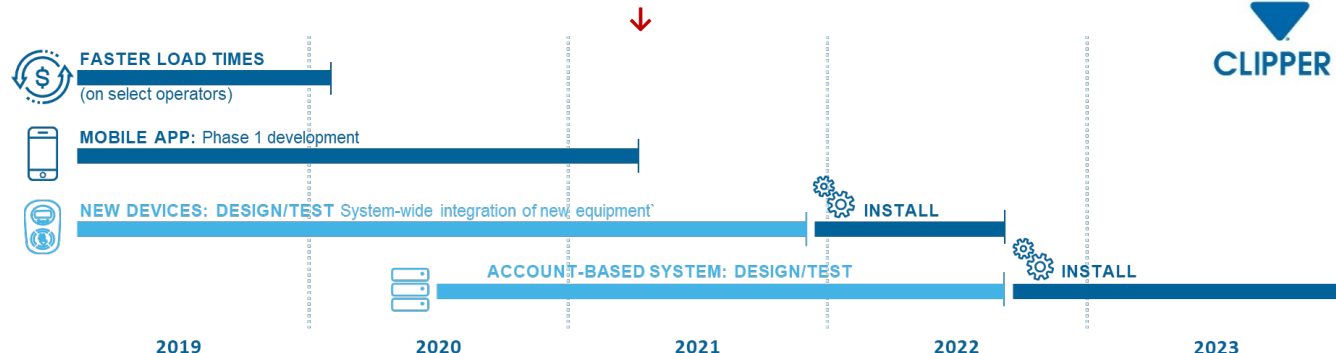 CLIPPER
FASTER LOAD TIMES
$
(on select operators)
MOBILE APP: Phase 1 development
NEW DEVICES: DESIGN/TEST System-wide integration of new equipment`
INSTALL
ACCOUNT-BASED SYSTEM: DESIGN/TEST
INSTALL
2019 2020 2021 2022 2023